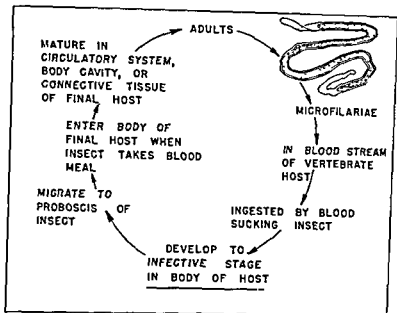 ADULTS
MICROFILARIAE
IN BLOOD STREAM
OF VERTEBRATE
HOST
INGESTED BY BLOOD
SUCKING INSECT
DEVELOP TO
INFECTIVE STAGE
IN BODY OF HOST
MIGRATE TO
PROBOSCIS OF
INSECT
ENTER BODY OF
FINAL HOST WHEN
INSECT TAKES BLOOD
MEAL
MATURE IN
CIRCULATORY SYSTEM,
BODY CAVITY, OR
CONNECTIVE TISSUE
OF FINAL HOST